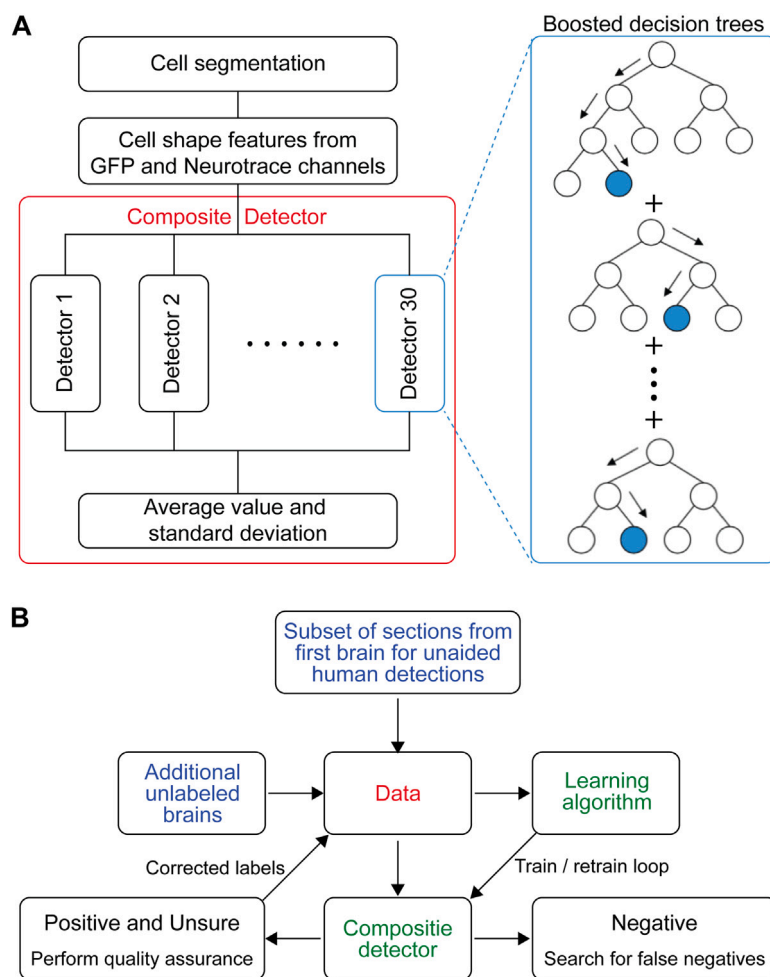 A
Boosted decision trees
Cell segmentation
Cell shape features from
GFP and Neurotrace channels
Composite Detector
Detector 1
Detector 2
. . . . . .
Detector 30
Average value and
standard deviation
+
+
+
B
Subset of sections from
first brain for unaided
human detections
Additional
unlabeled
brains
Data
Learning
algorithm
Corrected labels
Train / retrain loop
Positive and Unsure
Perform quality assurance
Compositie
detector
Negative
Search for false negatives